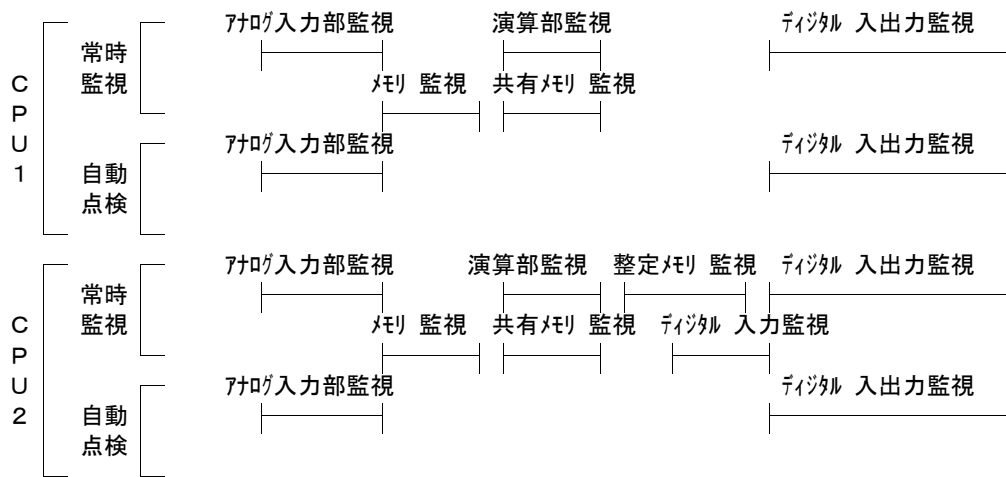 ｱﾅﾛｸﾞ入力部監視 演算部監視 ﾃﾞｨｼﾞﾀﾙ 入出力監視
常時
監視
ﾒﾓﾘ 監視 共有ﾒﾓﾘ 監視
ＣＰＵ１
ｱﾅﾛｸﾞ入力部監視 ﾃﾞｨｼﾞﾀﾙ 入出力監視
自動
点検
ｱﾅﾛｸﾞ入力部監視 演算部監視 整定ﾒﾓﾘ 監視 ﾃﾞｨｼﾞﾀﾙ 入出力監視
常時
監視
ﾒﾓﾘ 監視 共有ﾒﾓﾘ 監視 ﾃﾞｨｼﾞﾀﾙ 入力監視
ＣＰＵ２
ｱﾅﾛｸﾞ入力部監視 ﾃﾞｨｼﾞﾀﾙ 入出力監視
自動
点検